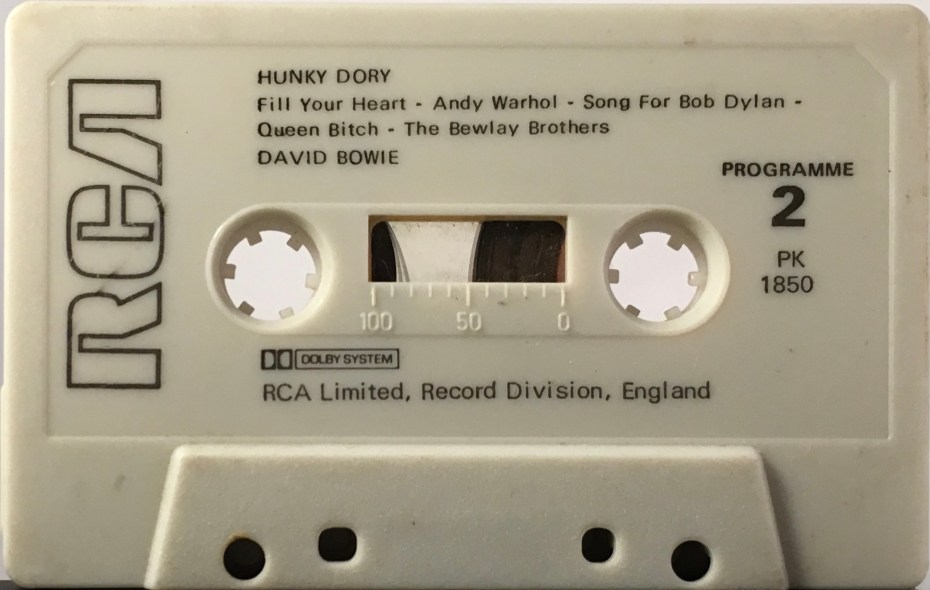 RCA
HUNKY DORY
Fill Your Heart - Andy Warhol - Song For Bob Dylan -
Queen Bitch - The Bewlay Brothers
DAVID BOWIE
PROGRAMME
2
PK
1850
100 50 0
DOLBY SYSTEM
RCA Limited, Record Division, England